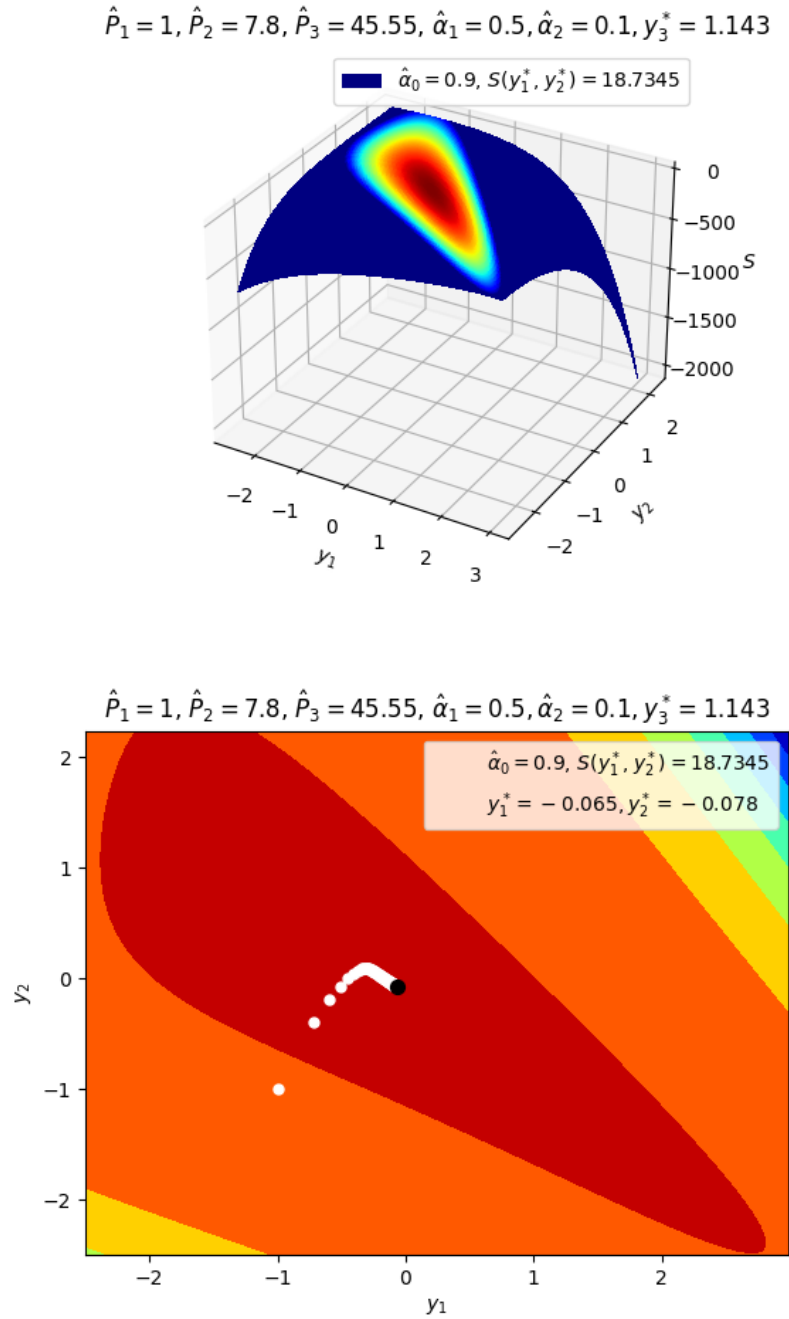 P̂₁ = 1, P̂₂ = 7.8, P̂₃ = 45.55, α̂₁ = 0.5, α̂₂ = 0.1, y₃* = 1.143
α̂₀ = 0.9, S(y₁*, y₂*) = 18.7345
0
−500
−1000
S
−1500
−2000
2
1
0
−1
−2
y₂
−2
−1
0
1
2
3
y₁
P̂₁ = 1, P̂₂ = 7.8, P̂₃ = 45.55, α̂₁ = 0.5, α̂₂ = 0.1, y₃* = 1.143
α̂₀ = 0.9, S(y₁*, y₂*) = 18.7345
y₁* = −0.065, y₂* = −0.078
2
1
0
−1
−2
y₂
−2
−1
0
1
2
y₁